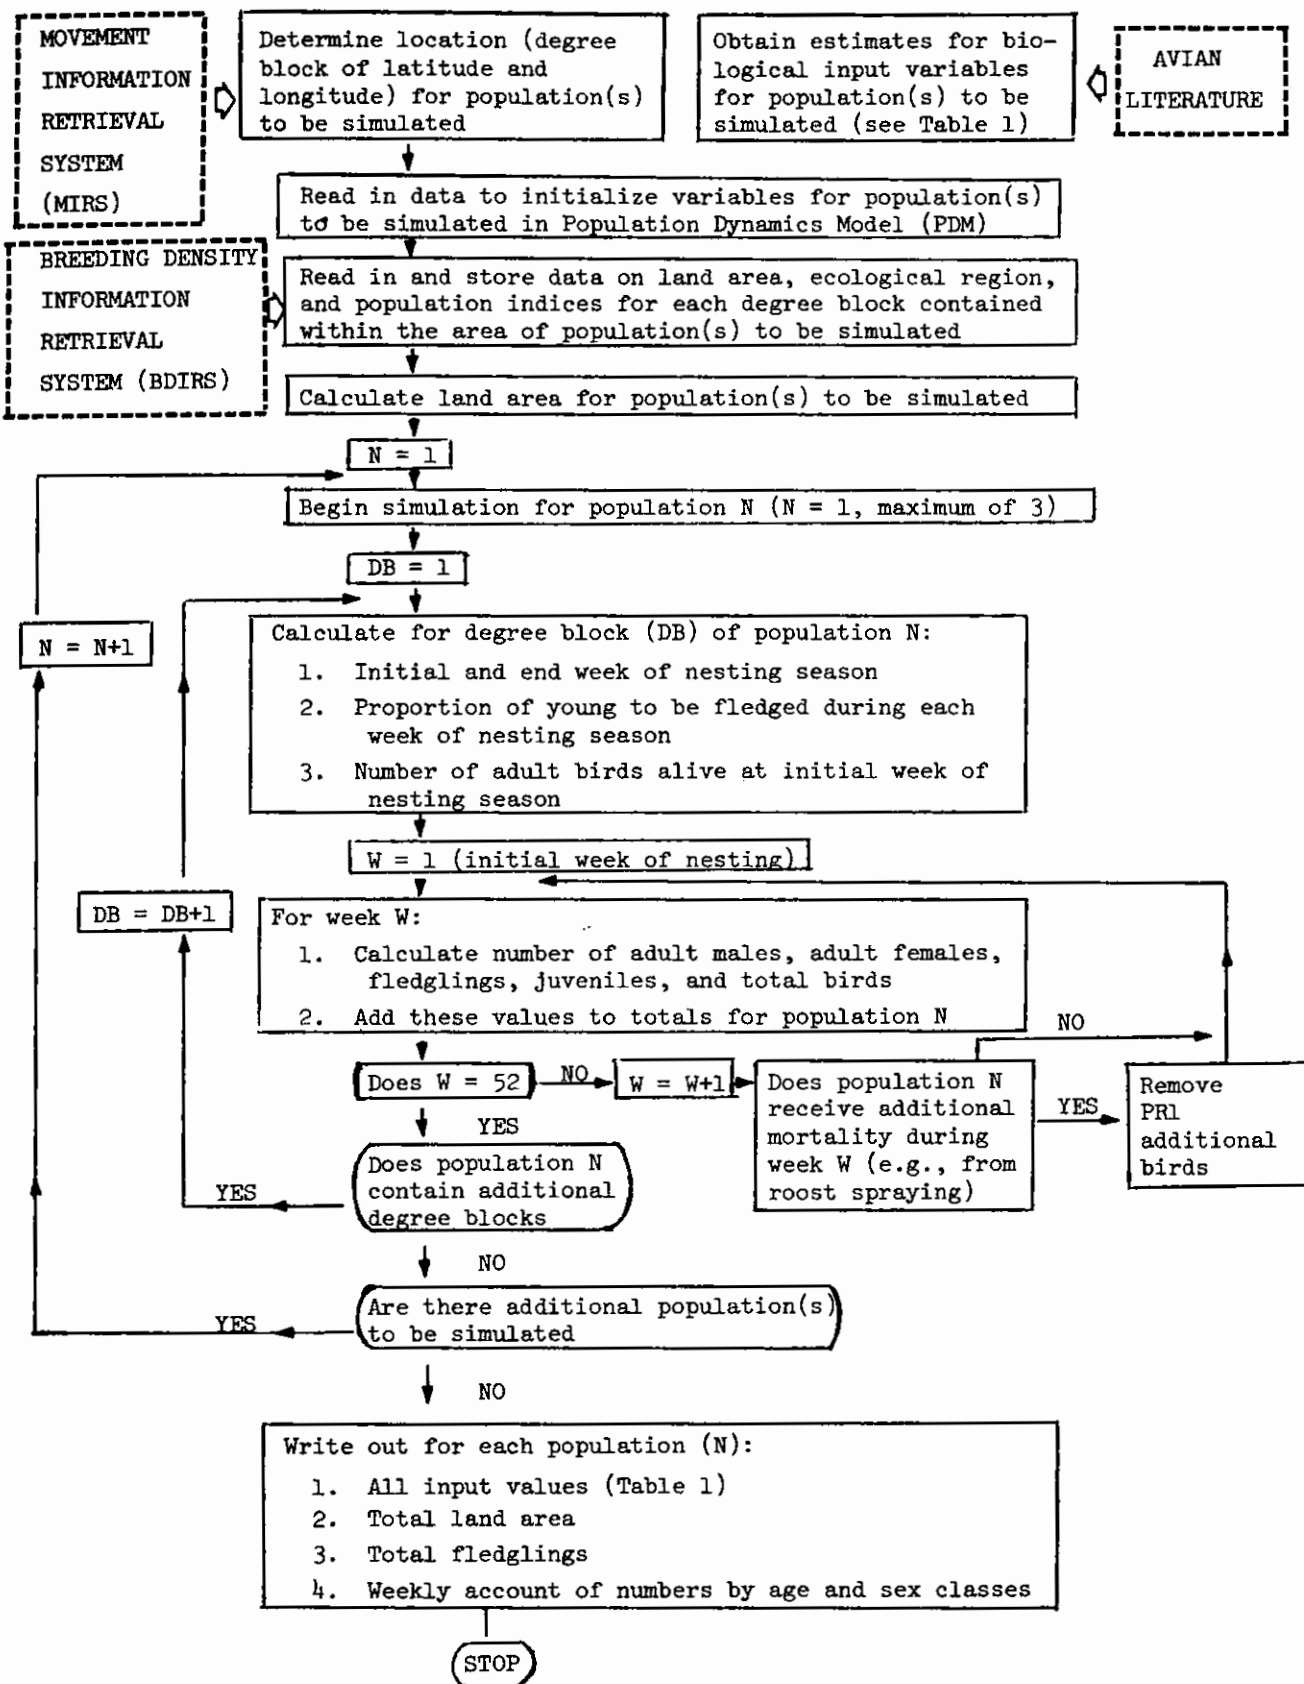 MOVEMENT
INFORMATION
RETRIEVAL
SYSTEM
(MIRS)
Determine location (degree
block of latitude and
longitude) for population(s)
to be simulated
Obtain estimates for bio-
logical input variables
for population(s) to be
simulated (see Table 1)
AVIAN
LITERATURE
Read in data to initialize variables for population(s)
to be simulated in Population Dynamics Model (PDM)
BREEDING DENSITY
INFORMATION
RETRIEVAL
SYSTEM (BDIRS)
Read in and store data on land area, ecological region,
and population indices for each degree block contained
within the area of population(s) to be simulated
Calculate land area for population(s) to be simulated
N = 1
Begin simulation for population N (N = 1, maximum of 3)
DB = 1
N = N+1
Calculate for degree block (DB) of population N:
1. Initial and end week of nesting season
2. Proportion of young to be fledged during each
week of nesting season
3. Number of adult birds alive at initial week of
nesting season
W = 1 (initial week of nesting)
DB = DB+1
For week W:
1. Calculate number of adult males, adult females,
fledglings, juveniles, and total birds
2. Add these values to totals for population N
NO
Does W = 52
NO
W = W+1
Does population N
receive additional
mortality during
week W (e.g., from
roost spraying)
YES
Remove
PR1
additional
birds
YES
Does population N
contain additional
degree blocks
YES
NO
Are there additional population(s)
to be simulated
YES
NO
Write out for each population (N):
1. All input values (Table 1)
2. Total land area
3. Total fledglings
4. Weekly account of numbers by age and sex classes
STOP